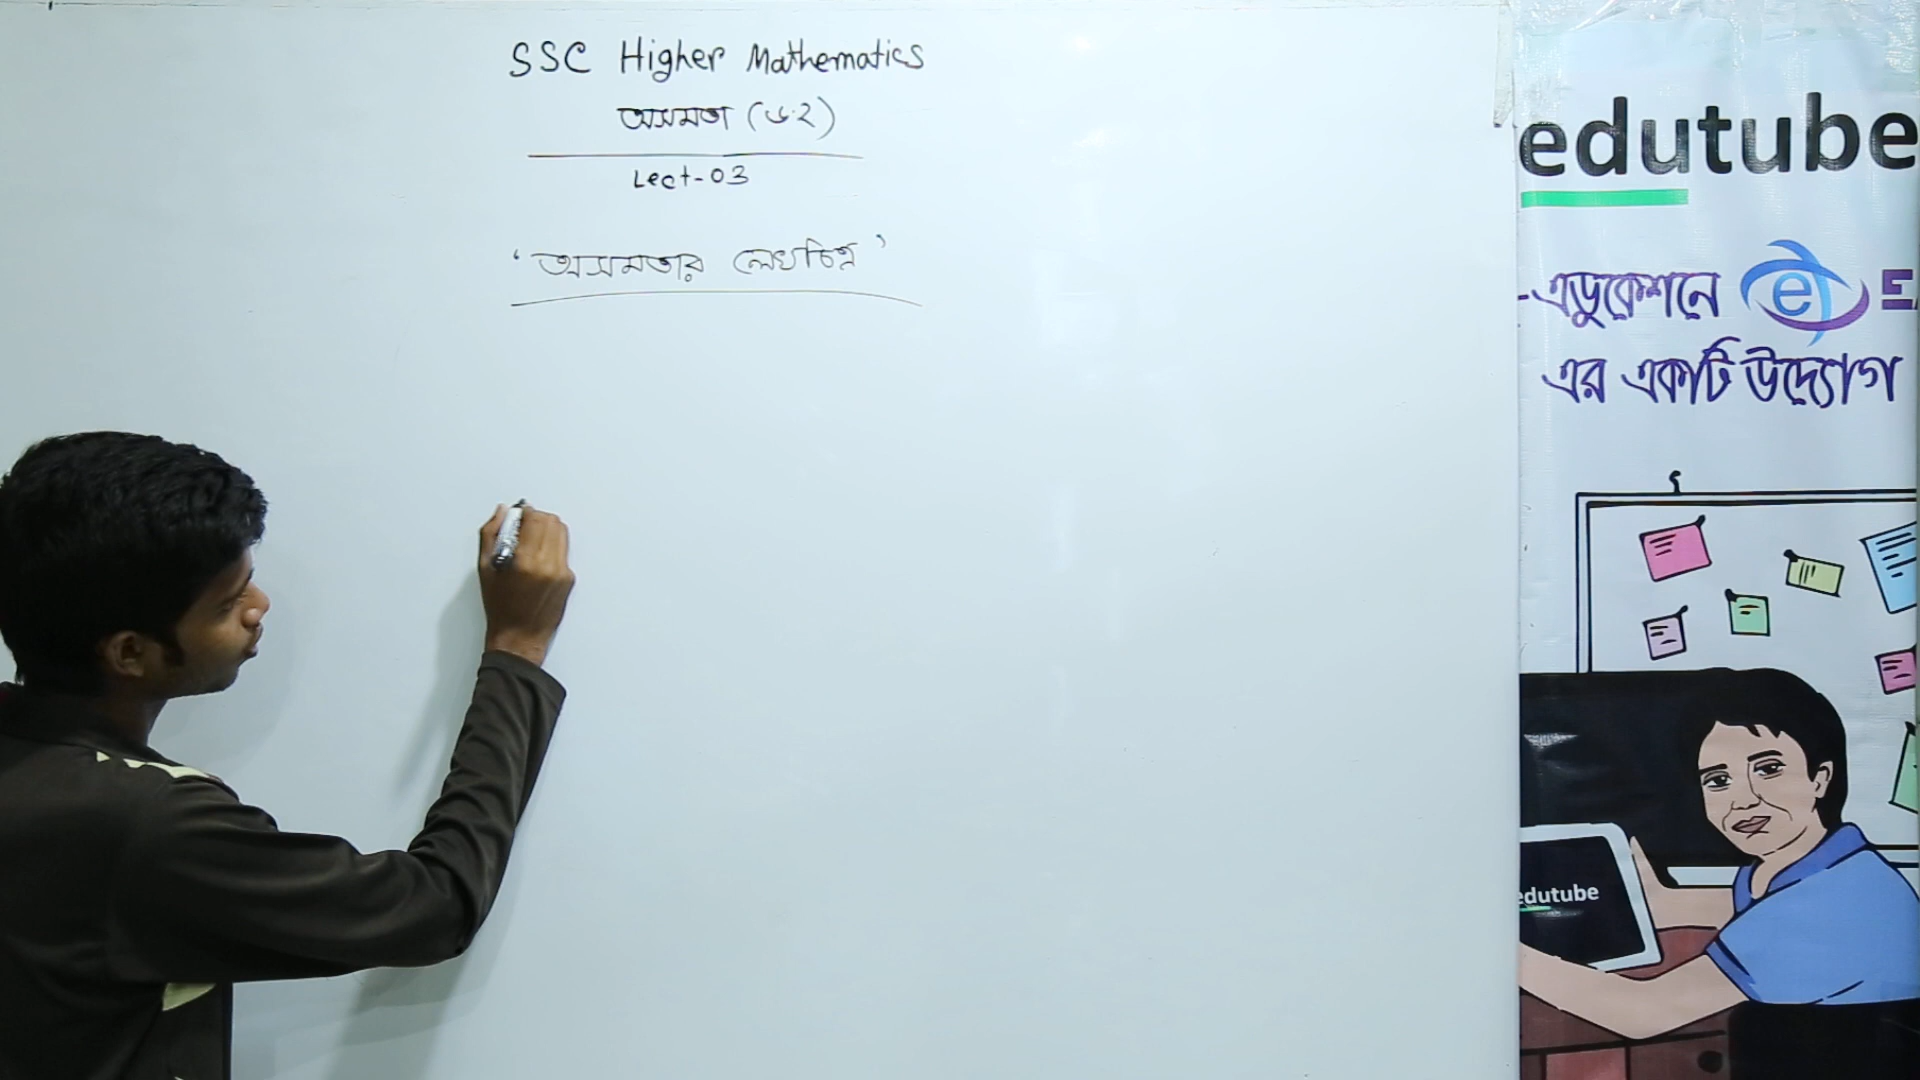 SSC Higher Mathematics
অসমতা (৬.২)
Lect-03
‘অসমতার লেখচিত্র’
edutube
-এডুকেশনে
এর একটি উদ্যোগ
edutube